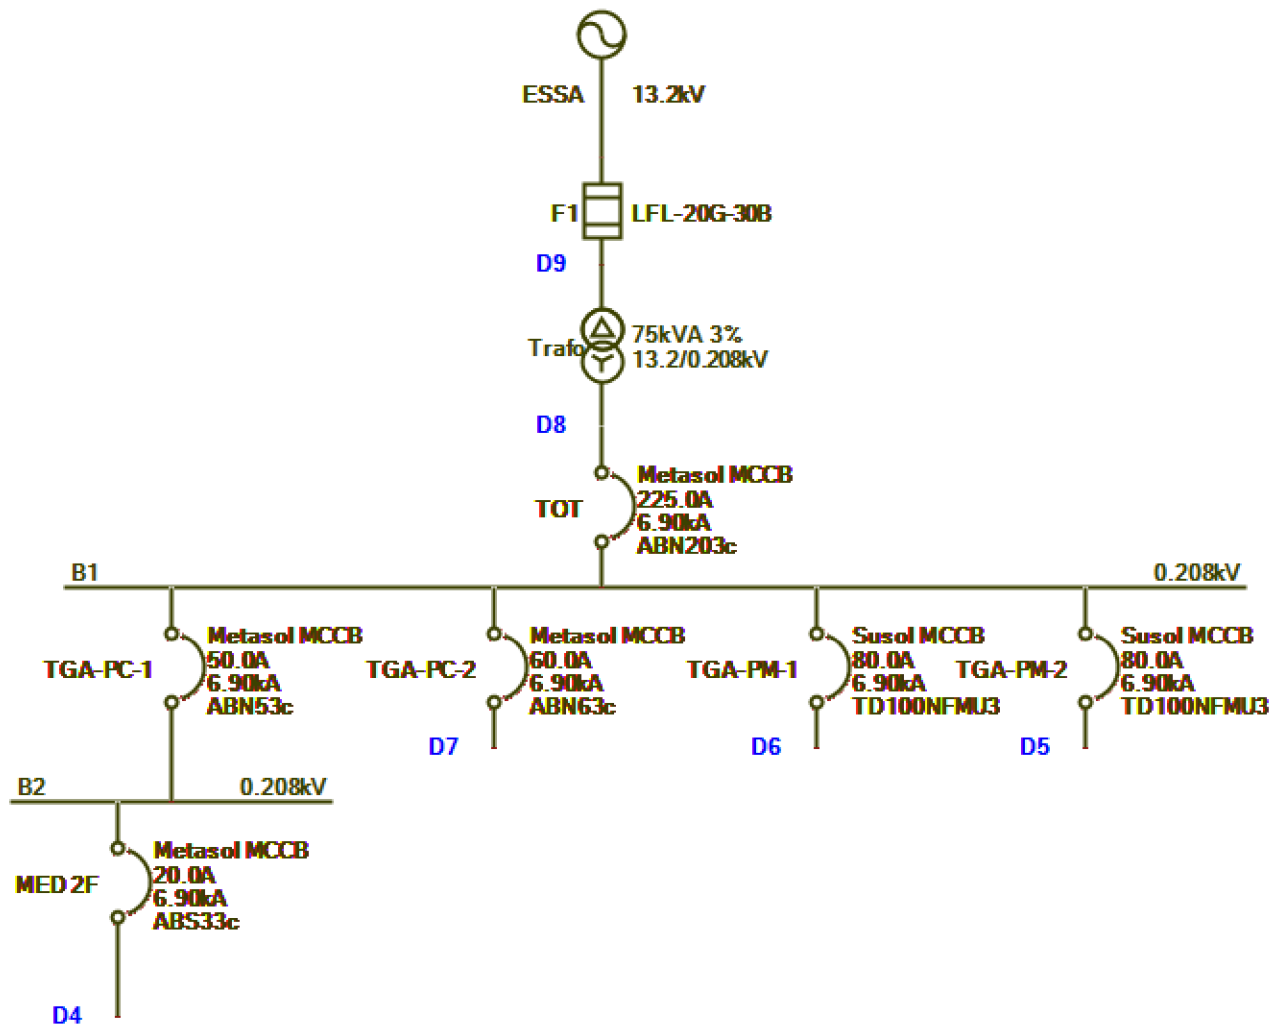 ESSA 13.2kV
F1 LFL-20G-30B
D9
Trafo 75kVA 3%
13.2/0.208kV
D8
TOT Metasol MCCB
225.0A
6.90kA
ABN203c
B1 0.208kV
TGA-PC-1 Metasol MCCB
50.0A
6.90kA
ABN53c
TGA-PC-2 Metasol MCCB
60.0A
6.90kA
ABN63c
D7
TGA-PM-1 Susol MCCB
80.0A
6.90kA
TD100NFMU3
D6
TGA-PM-2 Susol MCCB
80.0A
6.90kA
TD100NFMU3
D5
B2 0.208kV
MED 2F Metasol MCCB
20.0A
6.90kA
ABS33c
D4